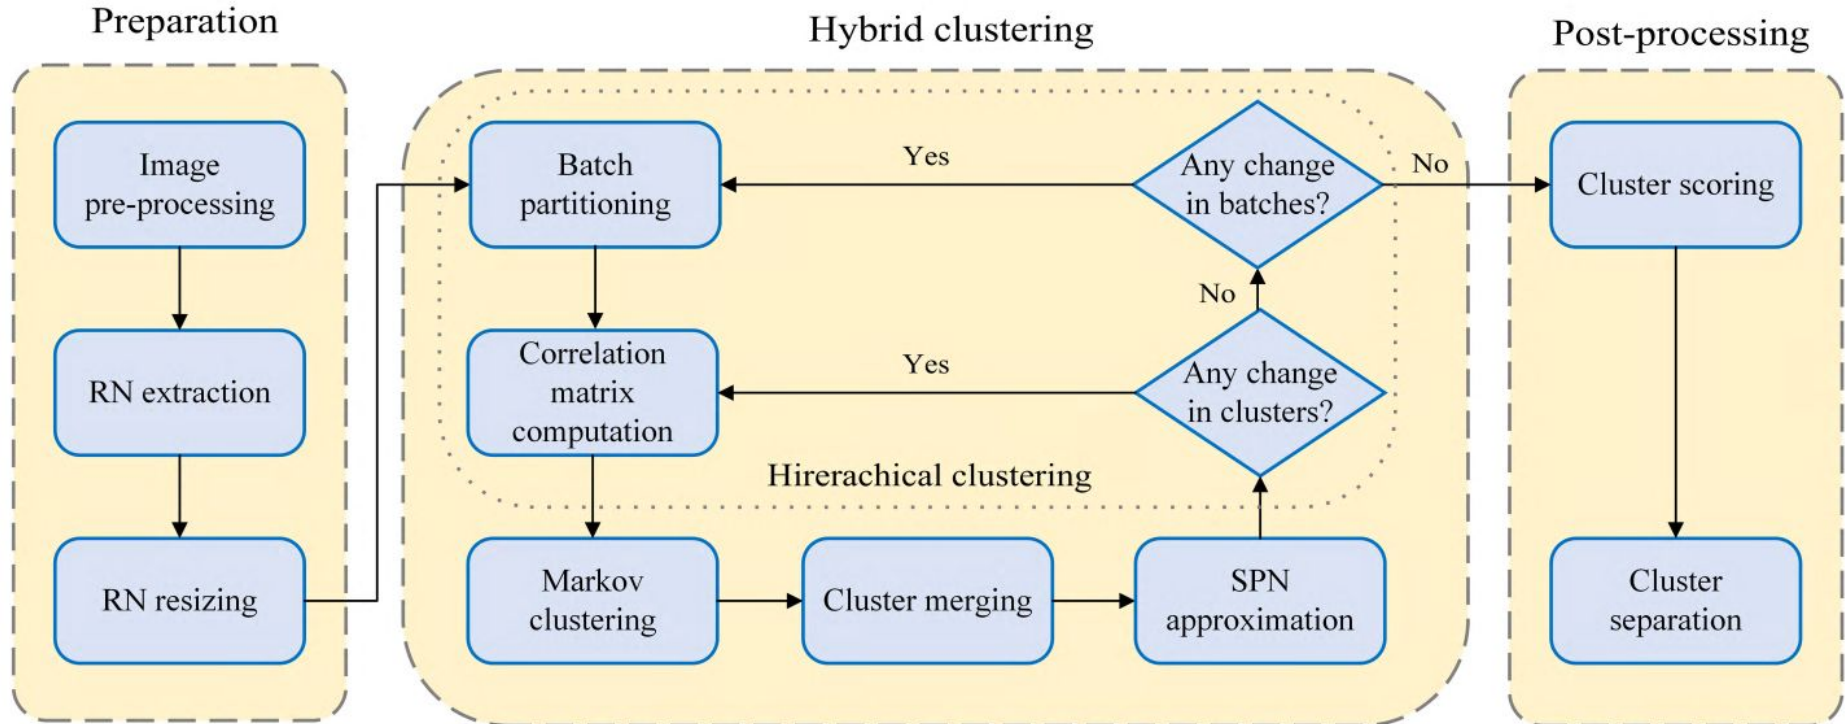 Preparation
Image
pre-processing
RN extraction
RN resizing
Hybrid clustering
Batch
partitioning
Yes
Any change
in batches?
No
Correlation
matrix
computation
Yes
No
Any change
in clusters?
Hirerachical clustering
Markov
clustering
Cluster merging
SPN
approximation
Post-processing
Cluster scoring
Cluster
separation